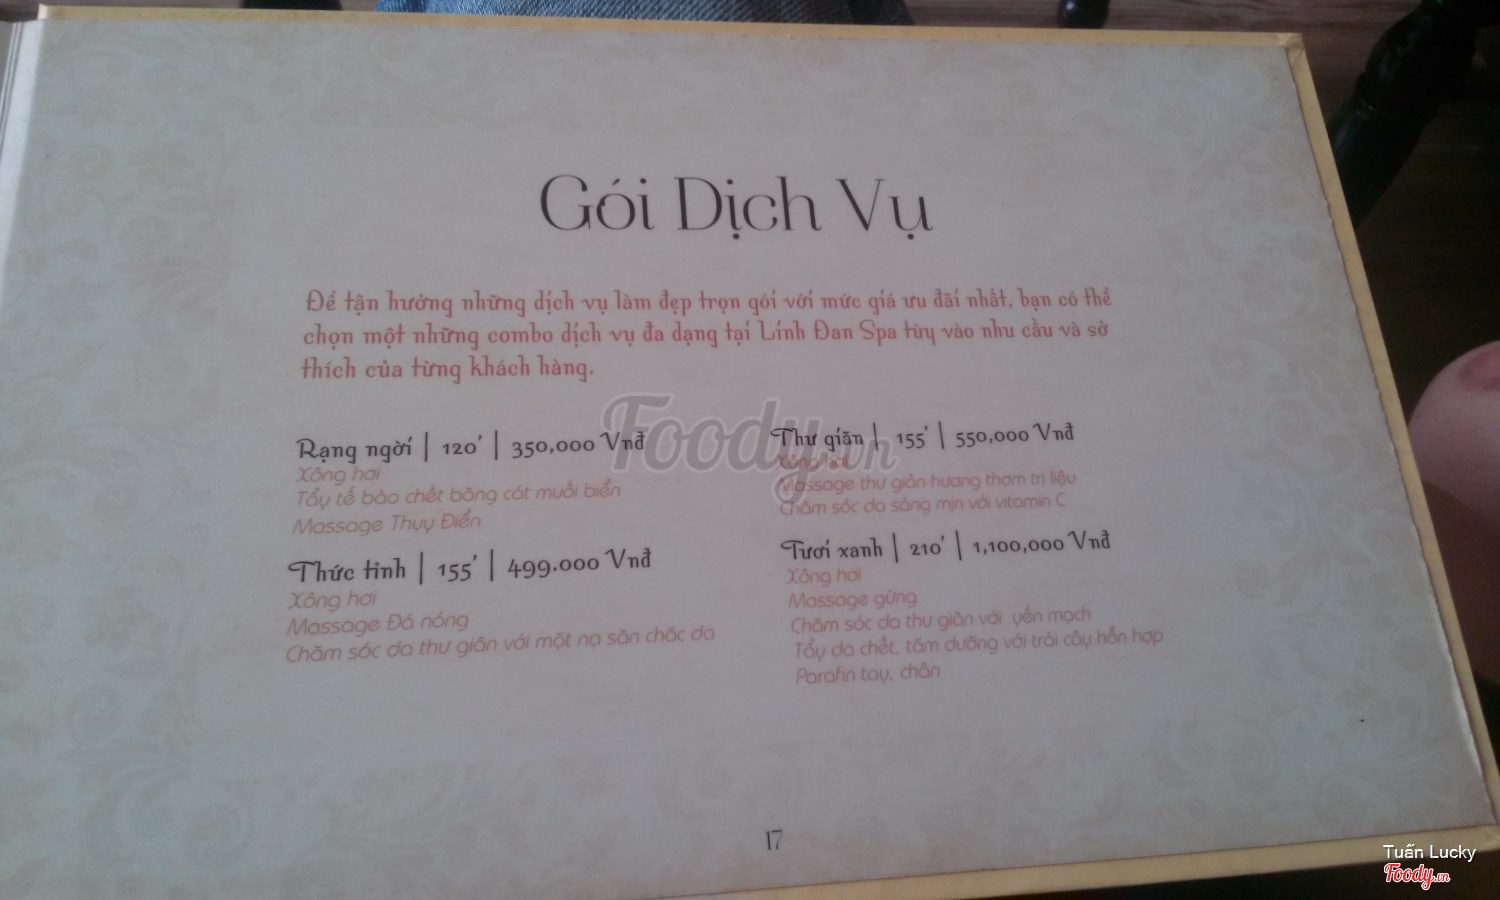 Gói Dịch Vụ
Để tận hưởng những dịch vụ làm đẹp trọn gói với mức giá ưu đãi nhất, bạn có thể
chọn một những combo dịch vụ đa dạng tại Linh Đan Spa tùy vào nhu cầu và sở
thích của từng khách hàng.
Rạng ngời | 120' | 350,000 Vnđ
Xông hơi
Tẩy tế bào chết bằng cát muối biển
Massage Thụy Điển
Thức tỉnh | 155' | 499.000 Vnđ
Xông hơi
Massage Đá nóng
Chăm sóc da thư giãn với mặt nạ săn chắc da
Thư giãn | 155' | 550,000 Vnđ
Xông hơi
Massage thư giản hương thơm trị liệu
Chăm sóc da sáng mịn với vitamin C
Tươi xanh | 210' | 1,100,000 Vnđ
Xông hơi
Massage gừng
Chăm sóc da thư giãn với yến mạch
Tẩy da chết, tắm dưỡng với trái cây hỗn hợp
Parafin tay, chân
Foody.vn
17
Tuấn Lucky
Foody.vn